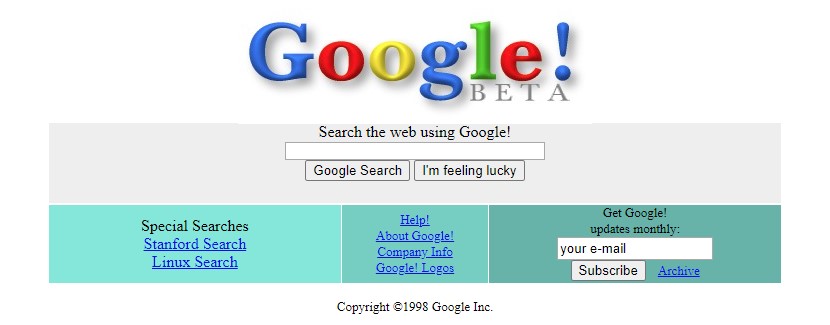 Google!
BETA
Search the web using Google!
Google Search I'm feeling lucky
Special Searches
Stanford Search
Linux Search
Help!
About Google!
Company Info
Google! Logos
Get Google!
updates monthly:
your e-mail
Subscribe Archive
Copyright ©1998 Google Inc.